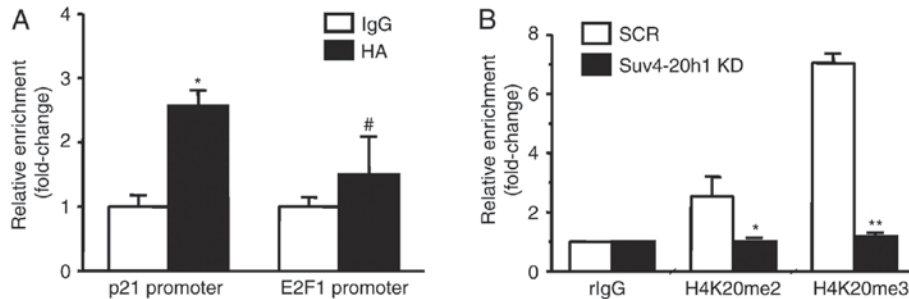 A
IgG
HA
Relative enrichment
(fold-change)
4
3
2
1
0
*
#
p21 promoter
E2F1 promoter
B
SCR
Suv4-20h1 KD
Relative enrichment
(fold-change)
8
6
4
2
0
*
**
rIgG
H4K20me2
H4K20me3